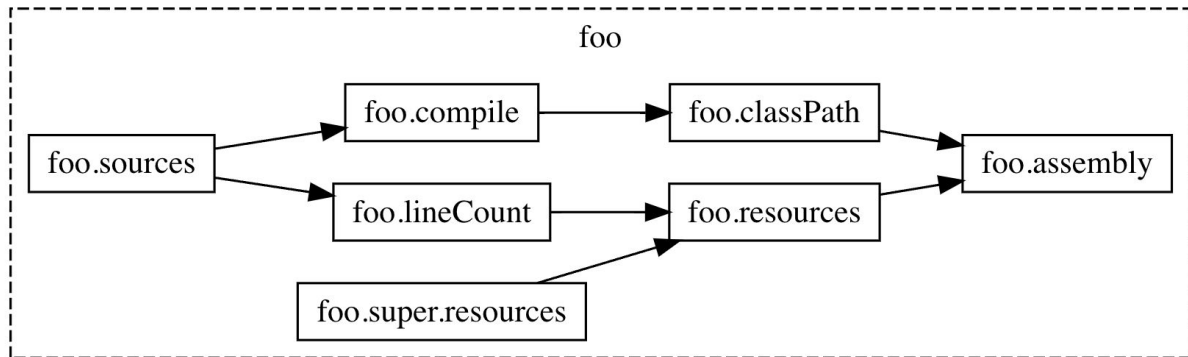 foo
foo.compile
foo.classPath
foo.sources
foo.assembly
foo.lineCount
foo.resources
foo.super.resources